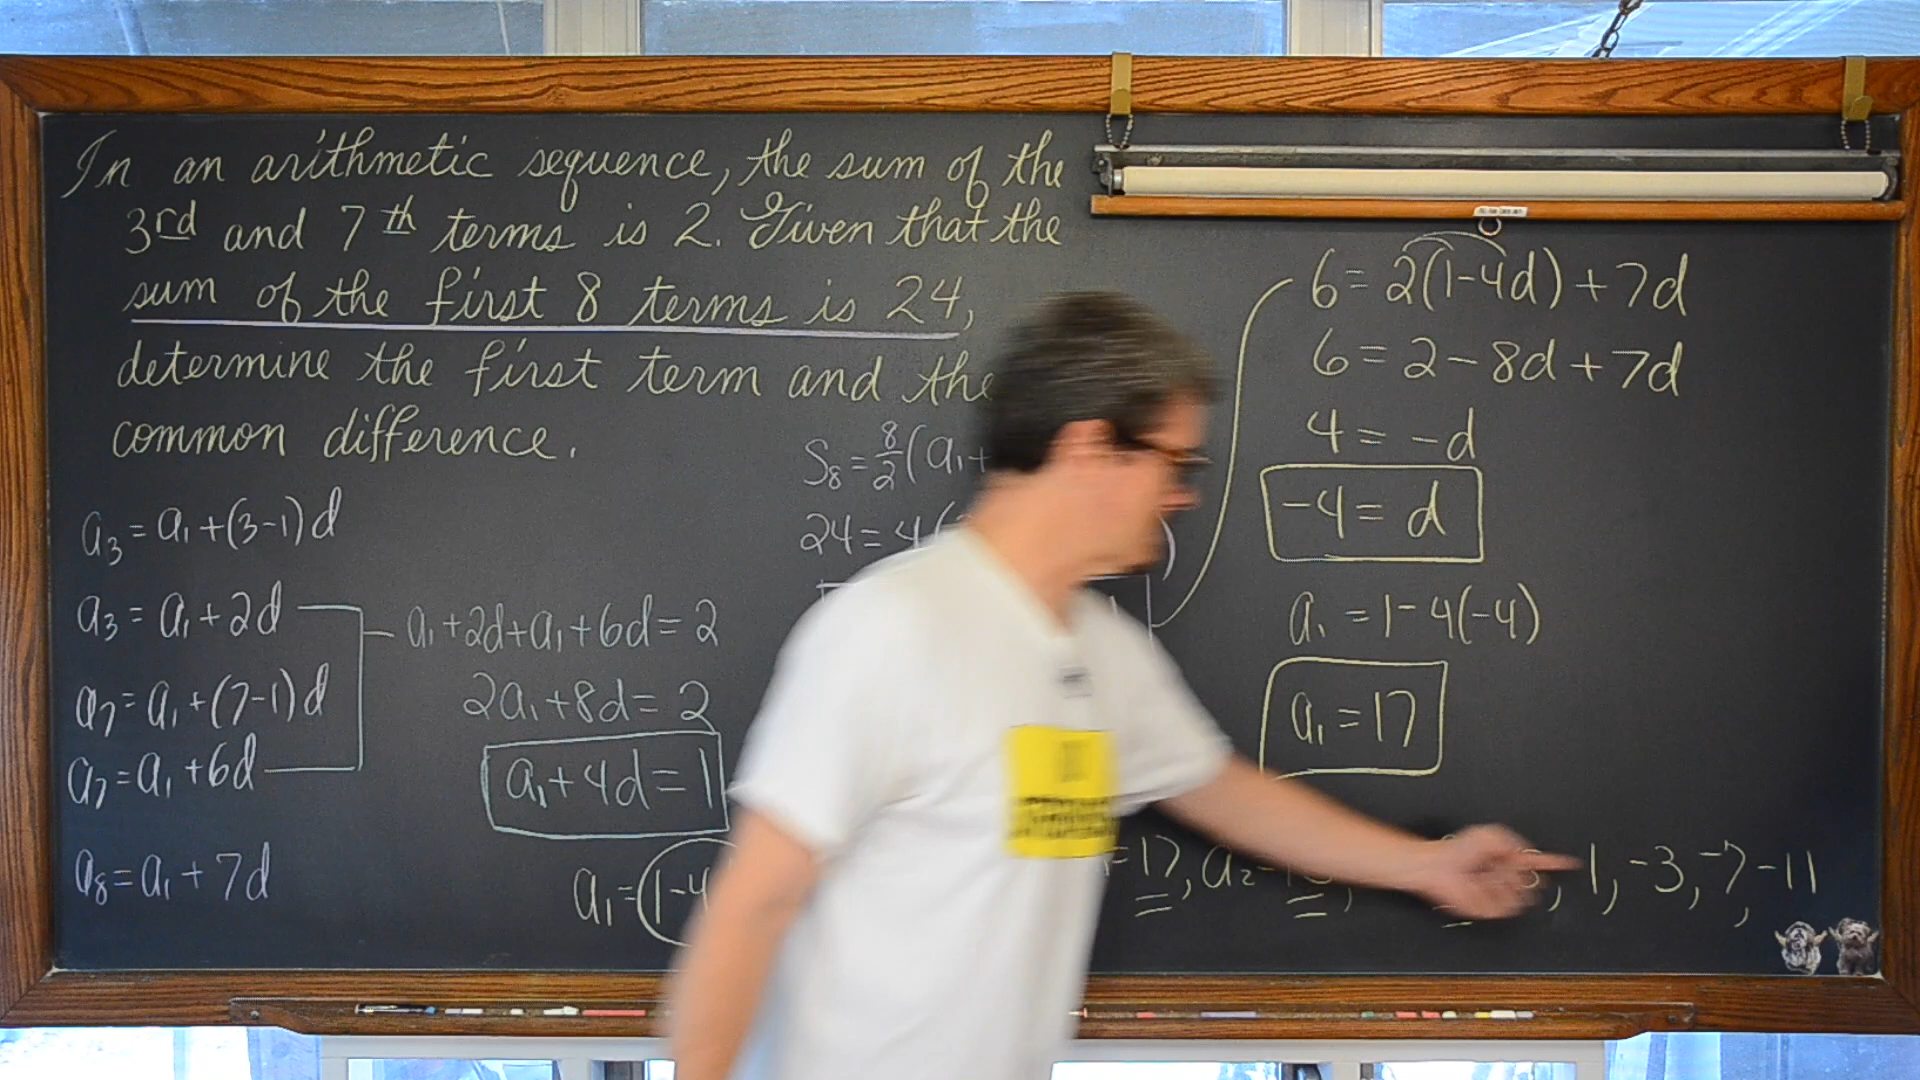 In an arithmetic sequence, the sum of the
3rd and 7th terms is 2. Given that the
sum of the first 8 terms is 24,
determine the first term and the
common difference.
a₃ = a₁ + (3-1)d
a₃ = a₁ + 2d
a₇ = a₁ + (7-1)d
a₇ = a₁ + 6d
a₈ = a₁ + 7d
a₁ + 2d + a₁ + 6d = 2
2a₁ + 8d = 2
a₁ + 4d = 1
a₁ = (1-4
S₈ = 8/2 (a₁ +
24 = 4(
6 = 2(1-4d) + 7d
6 = 2 - 8d + 7d
4 = -d
-4 = d
a₁ = 1 - 4(-4)
a₁ = 17
= 17, a₂ = , 1, -3, -7, -11